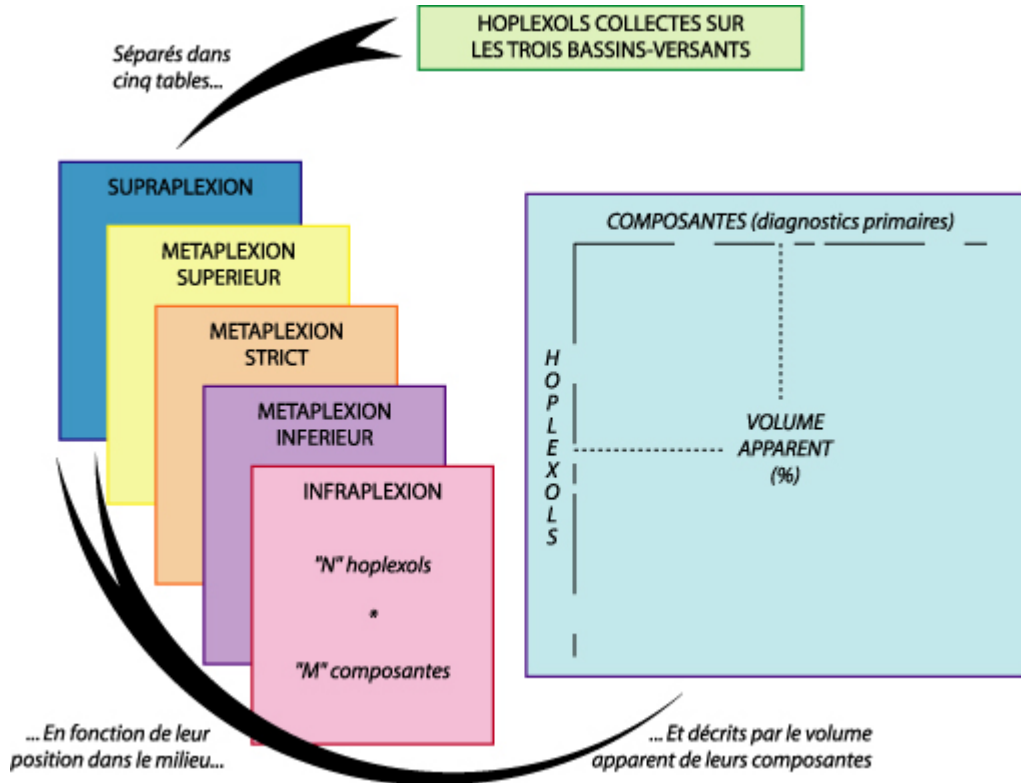 HOPLEXOLS COLLECTES SUR
LES TROIS BASSINS-VERSANTS
Séparés dans
cinq tables...
SUPRAPLEXION
METAPLEXION
SUPERIEUR
METAPLEXION
STRICT
METAPLEXION
INFERIEUR
INFRAPLEXION
"N" hoplexols
*
"M" composantes
COMPOSANTES (diagnostics primaires)
HOPLEXOLS
VOLUME
APPARENT
(%)
... En fonction de leur
position dans le milieu...
... Et décrits par le volume
apparent de leurs composantes